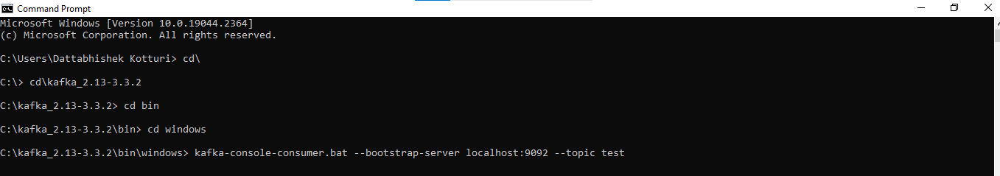 Command Prompt
Microsoft Windows [Version 10.0.19044.2364]
(c) Microsoft Corporation. All rights reserved.
C:\Users\Dattabhishek Kotturi> cd\
C:\> cd\kafka_2.13-3.3.2
C:\kafka_2.13-3.3.2> cd bin
C:\kafka_2.13-3.3.2\bin> cd windows
C:\kafka_2.13-3.3.2\bin\windows> kafka-console-consumer.bat --bootstrap-server localhost:9092 --topic test